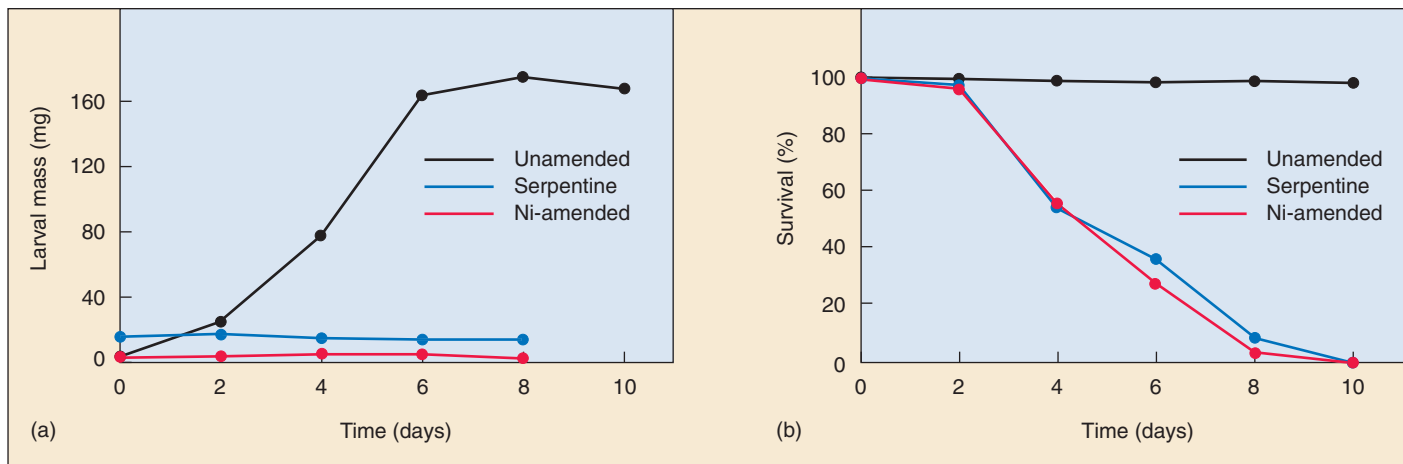 Larval mass (mg)
160
120
80
40
0
Unamended
Serpentine
Ni-amended
0 2 4 6 8 10
(a)
Time (days)
Survival (%)
100
80
60
40
20
0
Unamended
Serpentine
Ni-amended
0 2 4 6 8 10
(b)
Time (days)